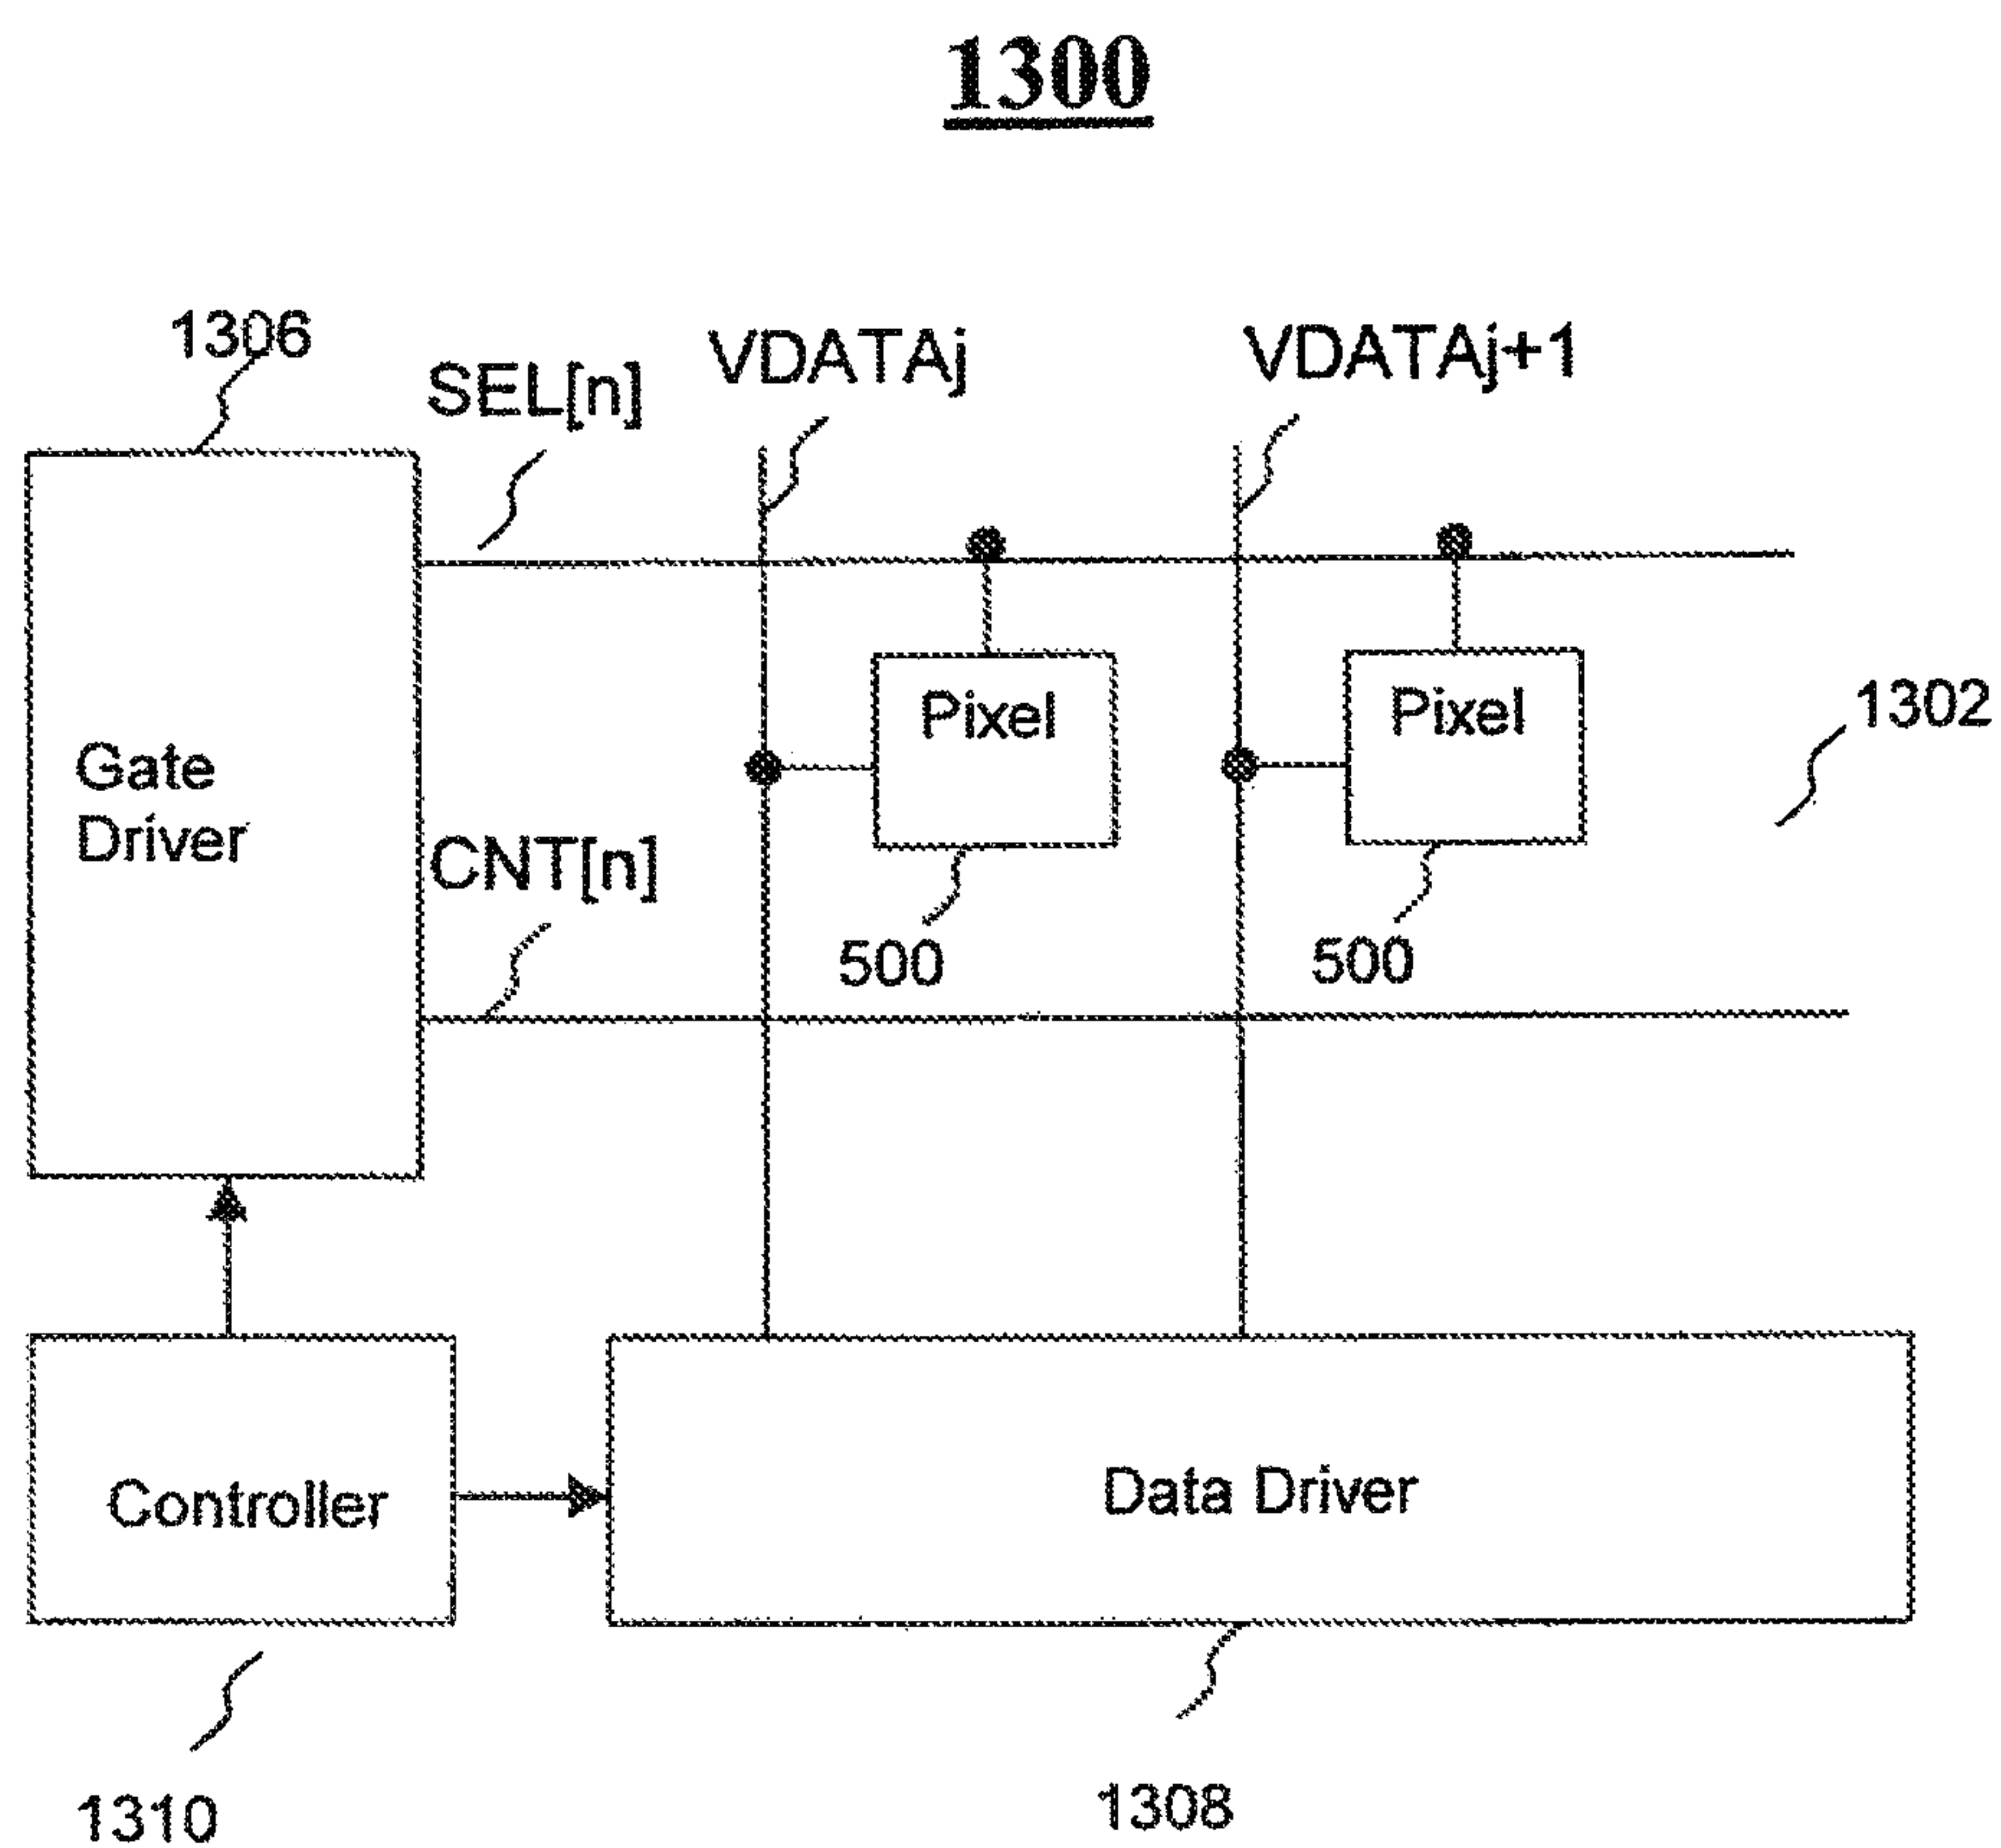 1300
1306
SEL[n]
VDATAj
VDATAj+1
Pixel
Pixel
1302
Gate
Driver
CNT[n]
500
500
Controller
Data Driver
1310
1308